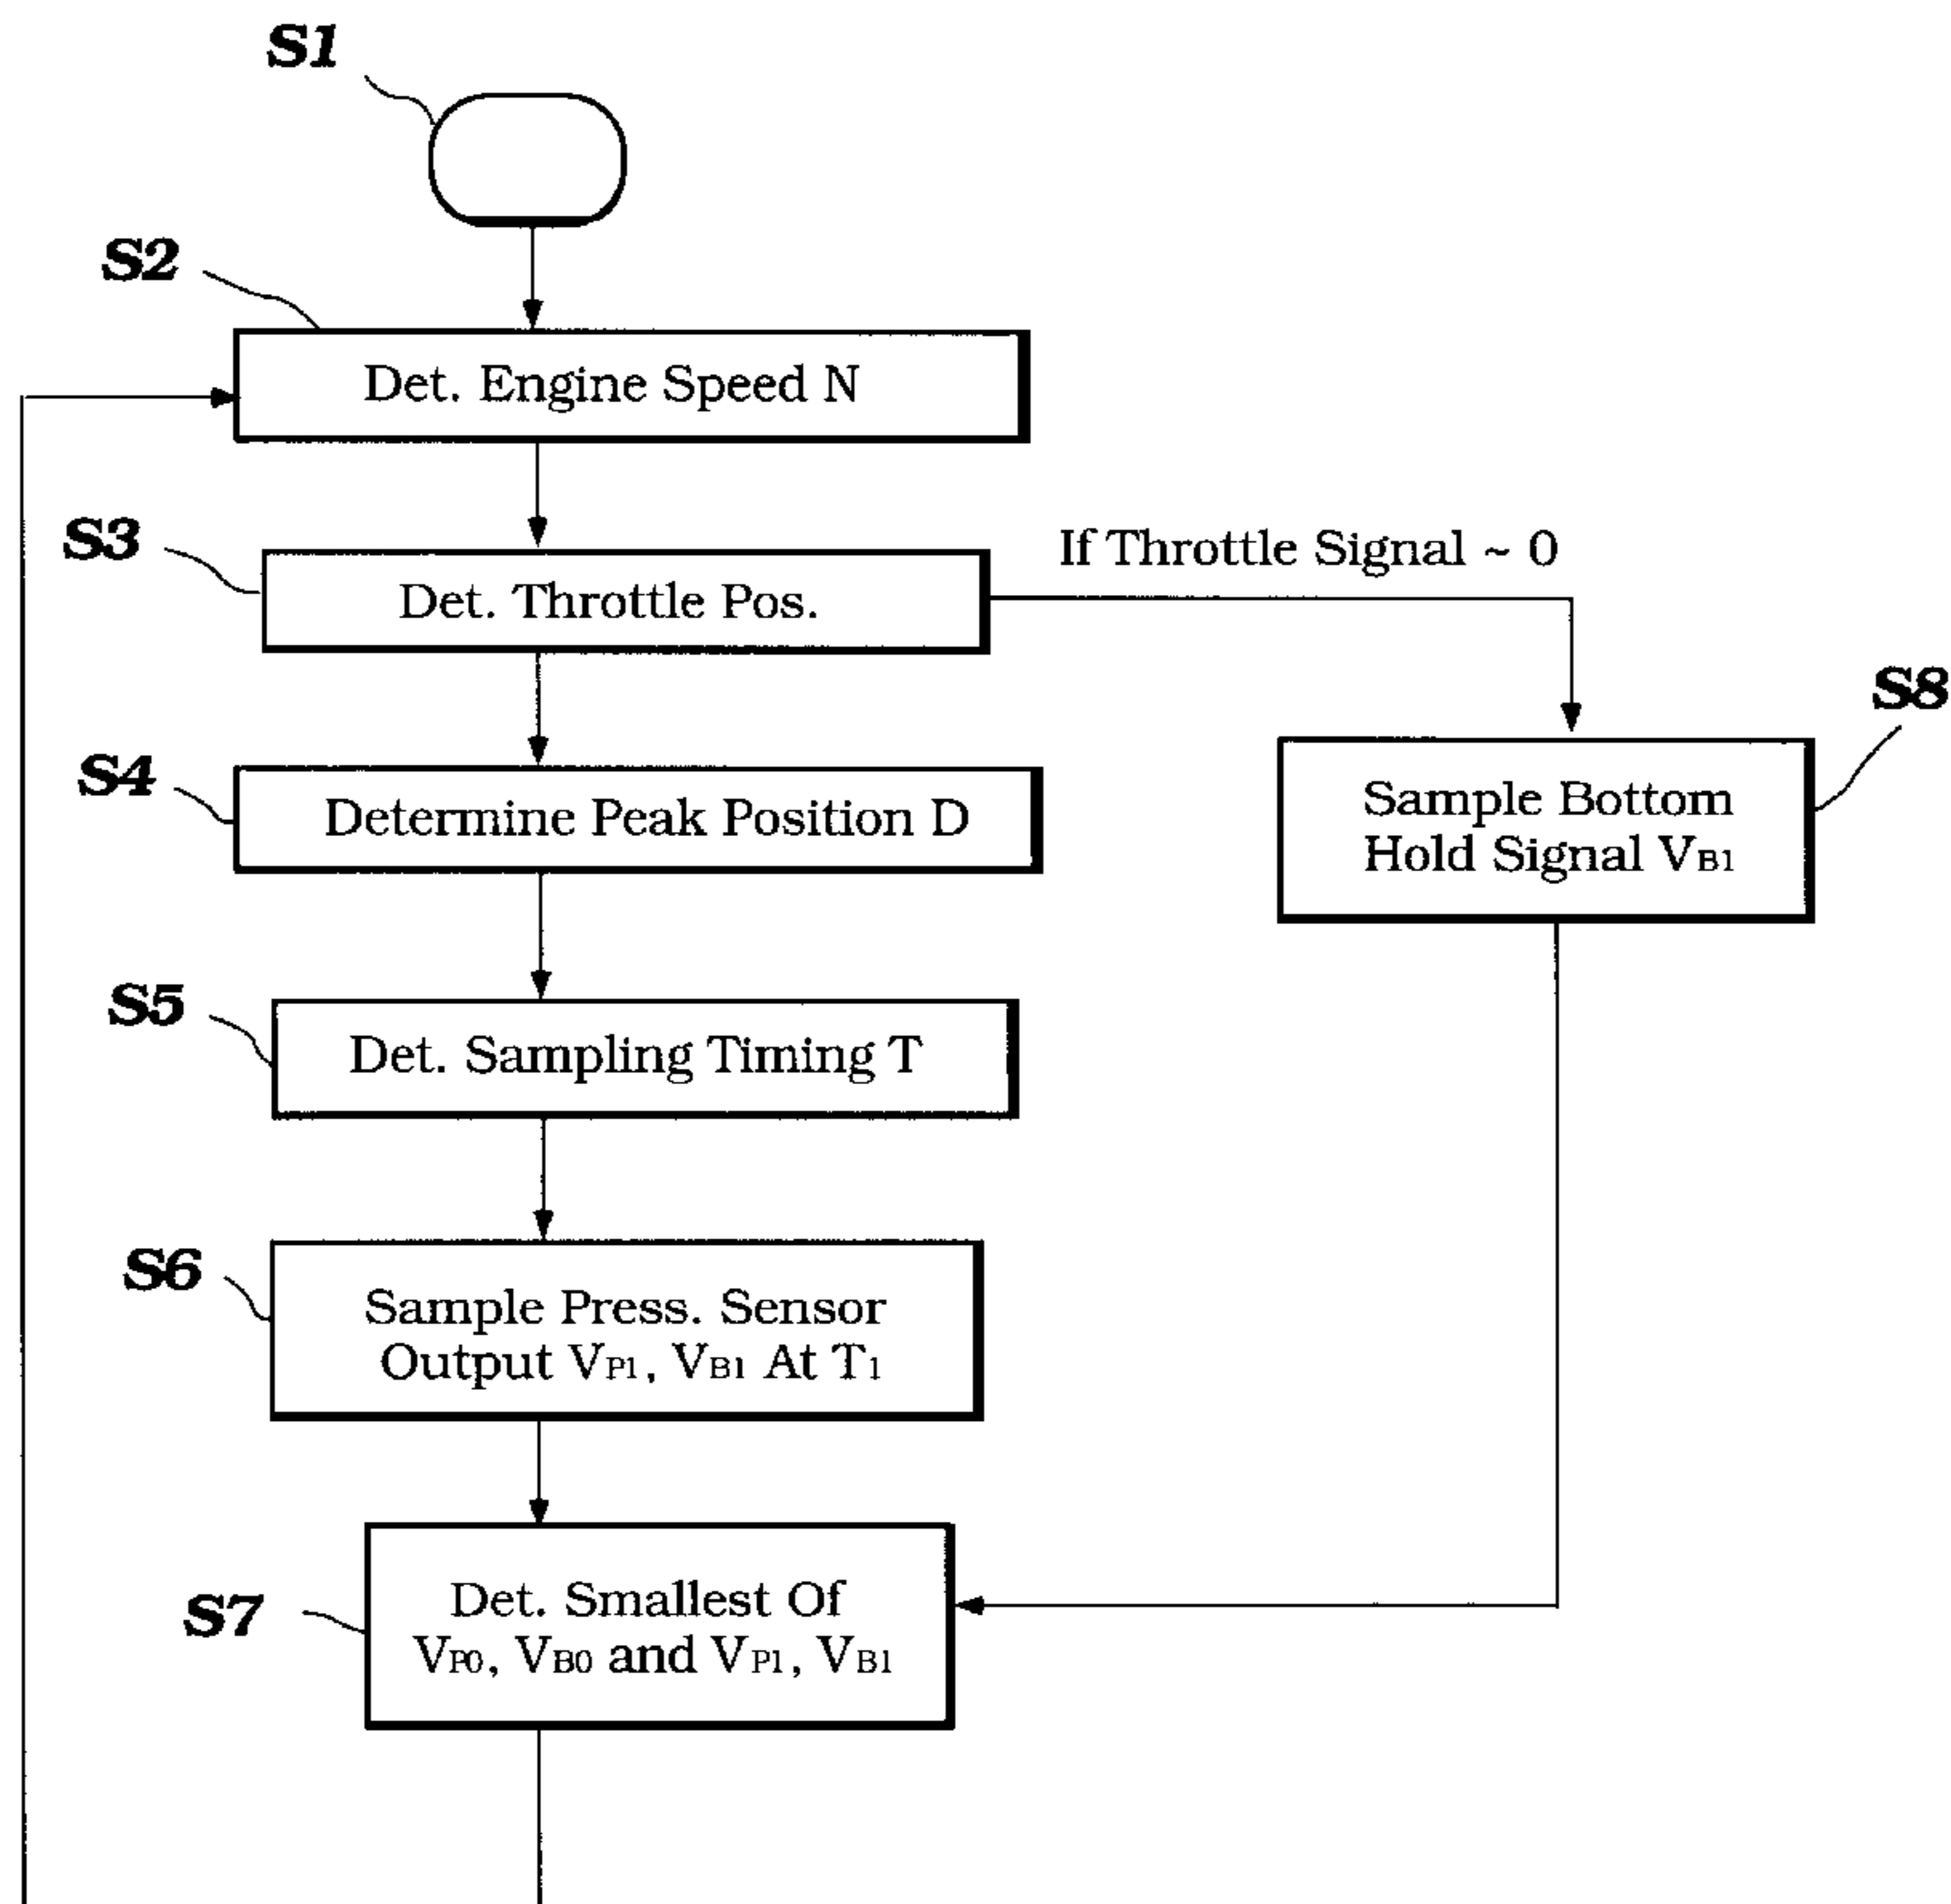 S1
S2
Det. Engine Speed N
S3
Det. Throttle Pos.
If Throttle Signal ~ 0
S4
Determine Peak Position D
S8
Sample Bottom
Hold Signal VB1
S5
Det. Sampling Timing T
S6
Sample Press. Sensor
Output VP1, VB1 At T1
S7
Det. Smallest Of
VP0, VB0 and VP1, VB1